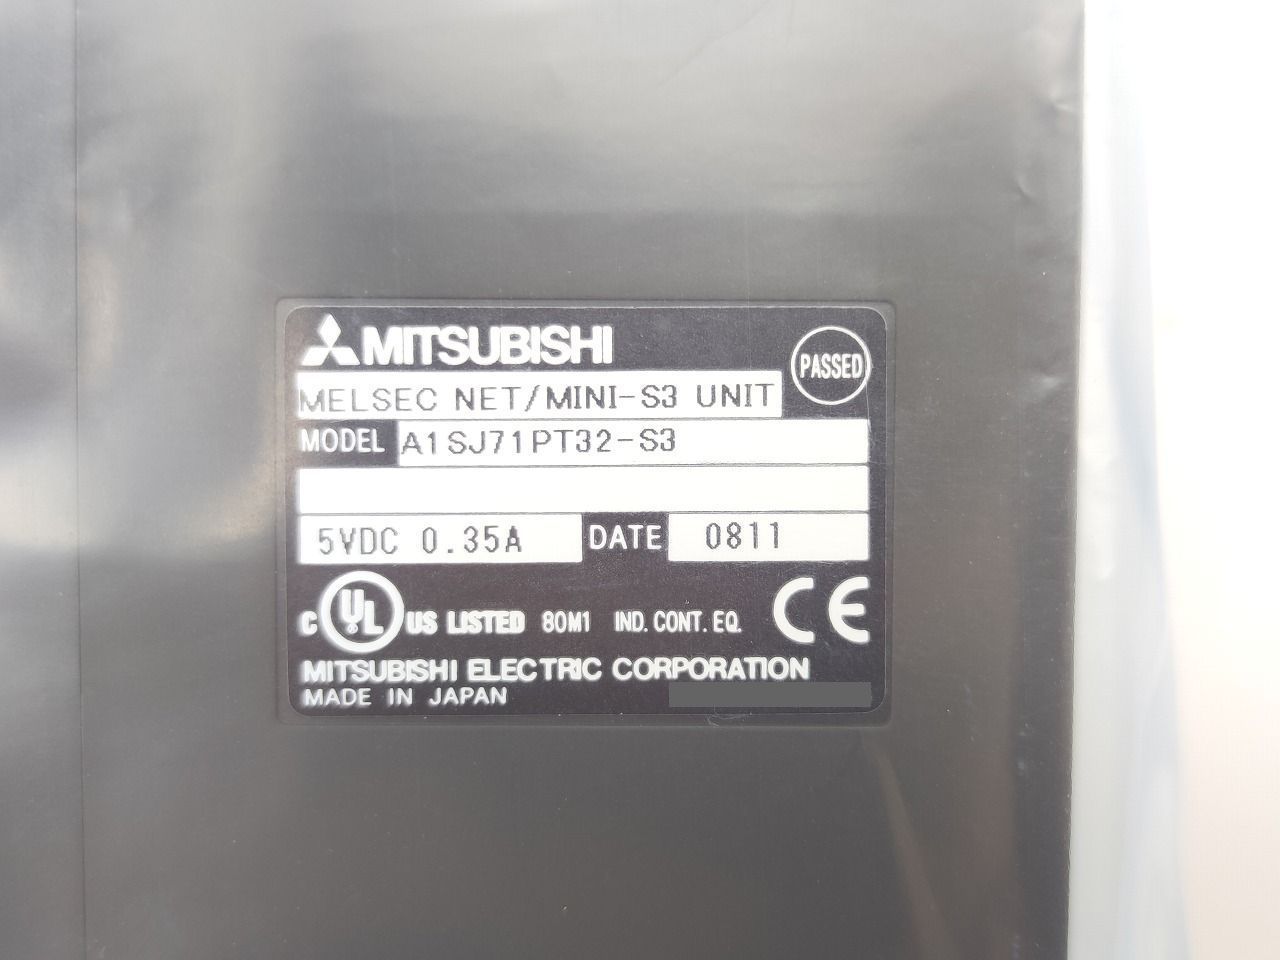 MITSUBISHI
PASSED
MELSEC NET/MINI-S3 UNIT
MODEL A1SJ71PT32-S3
5VDC 0.35A DATE 0811
C UL US LISTED 80M1 IND. CONT. EQ. CE
MITSUBISHI ELECTRIC CORPORATION
MADE IN JAPAN